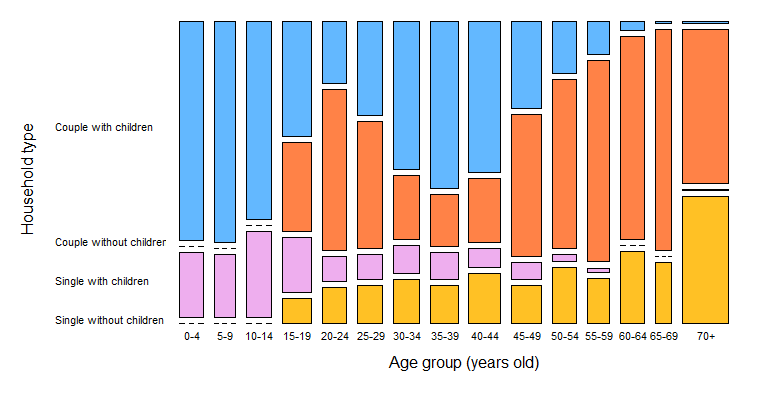 Household type
Couple with children
Couple without childrer
Single with children
Single without children
0-4 5-9 10-14 15-19 20-24 25-29 30-34 35-39 40-44 45-49 50-54 55-59 60-64 65-69 70+
Age group (years old)